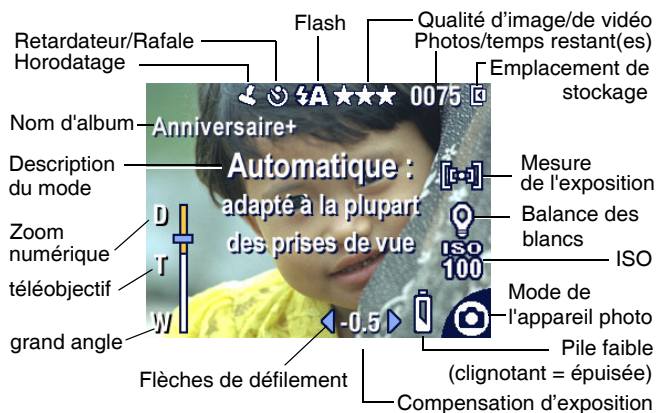 Flash
Qualité d'image/de vidéo
Retardateur/Rafale
Photos/temps restant(es)
Horodatage
Emplacement de
stockage
A 0075
Nom d'album
Anniversaire+
Description
du mode
Automatique :
adapté à la plupart
des prises de vue
Mesure
de l'exposition
Balance des
blancs
D
Zoom
numérique
ISO
100
ISO
T
téléobjectif
Mode de
l'appareil photo
W
grand angle
-0.5
Pile faible
(clignotant = épuisée)
Flèches de défilement
Compensation d'exposition